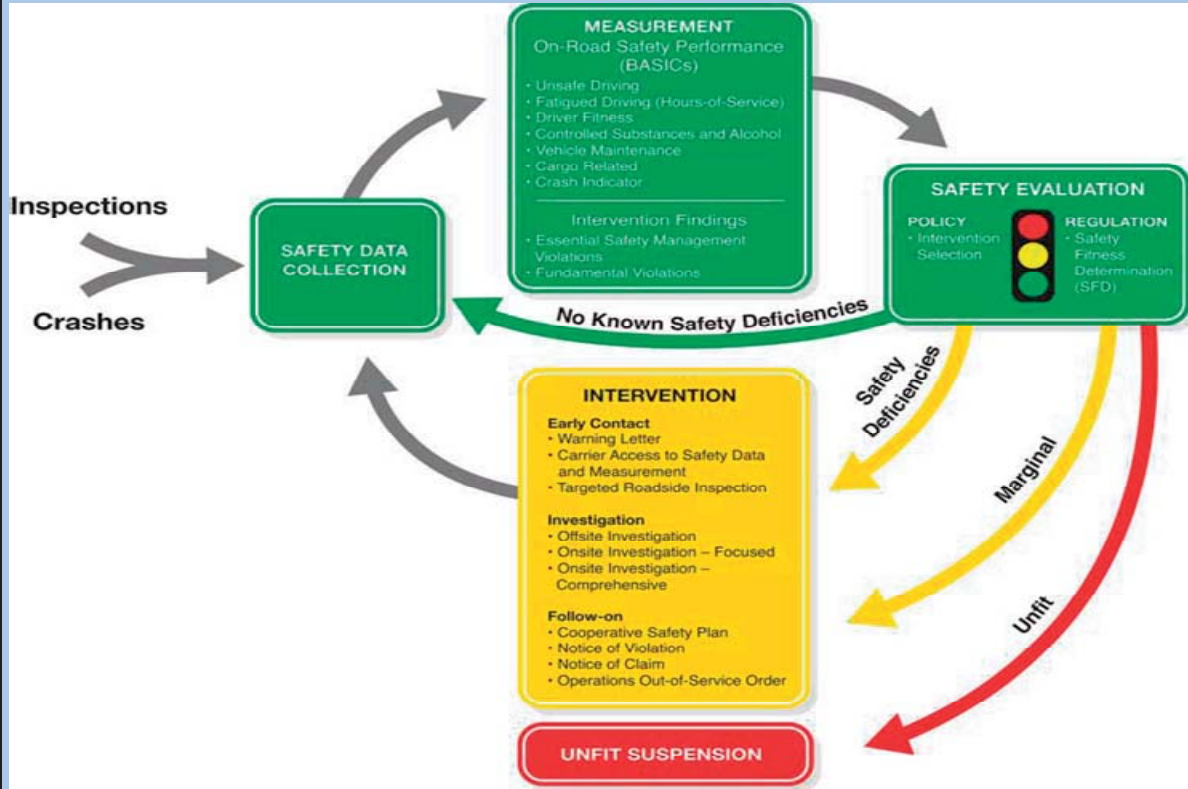 MEASUREMENT
On-Road Safety Performance
(BASICs)
• Unsafe Driving
• Fatigued Driving (Hours-of-Service)
• Driver Fitness
• Controlled Substances and Alcohol
• Vehicle Maintenance
• Cargo Related
• Crash Indicator
Intervention Findings
• Essential Safety Management
Violations
• Fundamental Violations
Inspections
Crashes
SAFETY DATA
COLLECTION
SAFETY EVALUATION
POLICY
• Intervention
Selection
REGULATION
• Safety
Fitness
Determination
(SFD)
No Known Safety Deficiencies
Safety
Deficiencies
Marginal
Unfit
INTERVENTION
Early Contact
• Warning Letter
• Carrier Access to Safety Data
and Measurement
• Targeted Roadside Inspection
Investigation
• Offsite Investigation
• Onsite Investigation – Focused
• Onsite Investigation –
Comprehensive
Follow-on
• Cooperative Safety Plan
• Notice of Violation
• Notice of Claim
• Operations Out-of-Service Order
UNFIT SUSPENSION